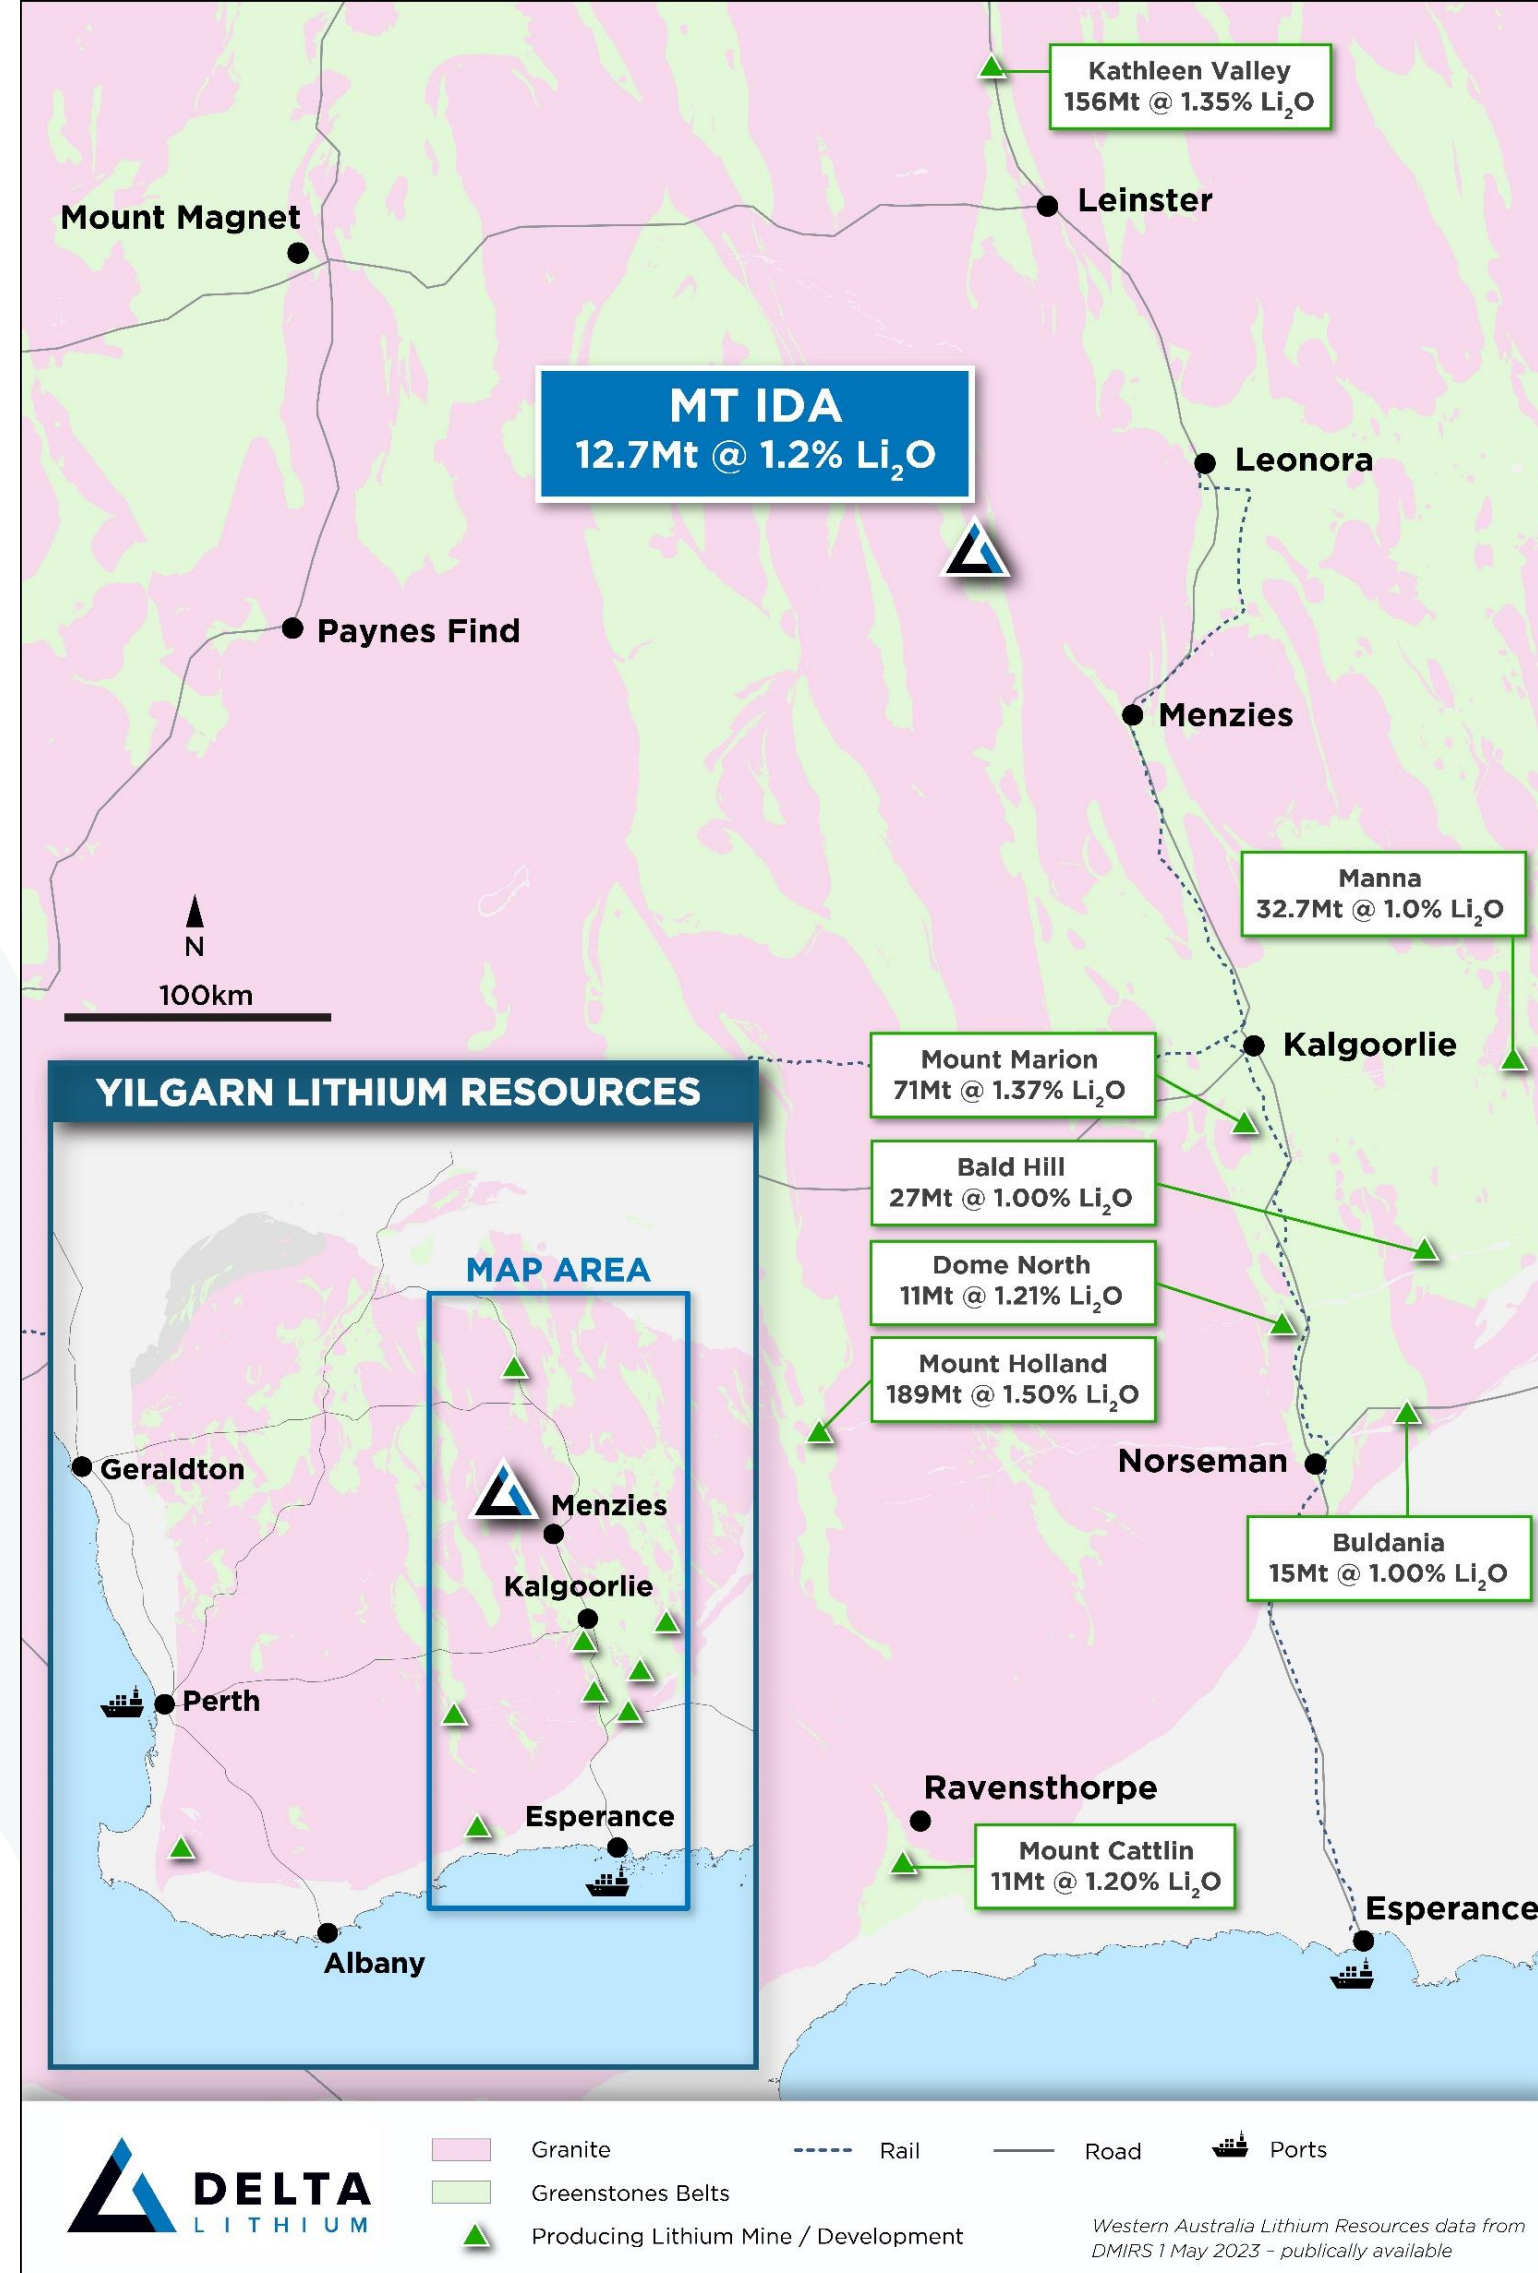 Kathleen Valley
156Mt @ 1.35% Li₂O
Leinster
Mount Magnet
MT IDA
12.7Mt @ 1.2% Li₂O
Leonora
Paynes Find
Menzies
Manna
32.7Mt @ 1.0% Li₂O
N
100km
Kalgoorlie
Mount Marion
71Mt @ 1.37% Li₂O
Bald Hill
27Mt @ 1.00% Li₂O
Dome North
11Mt @ 1.21% Li₂O
Mount Holland
189Mt @ 1.50% Li₂O
Norseman
Buldania
15Mt @ 1.00% Li₂O
Ravensthorpe
Mount Cattlin
11Mt @ 1.20% Li₂O
Esperance
YILGARN LITHIUM RESOURCES
MAP AREA
Geraldton
Menzies
Kalgoorlie
Perth
Esperance
Albany
DELTA
LITHIUM
Granite
Greenstones Belts
Producing Lithium Mine / Development
Rail
Road
Ports
Western Australia Lithium Resources data from
DMIRS 1 May 2023 – publically available